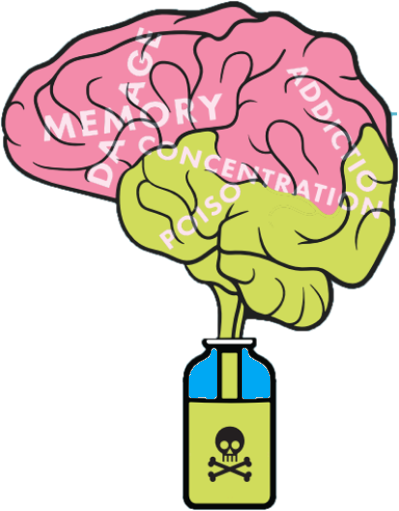 DAMAGE
MEMORY
ADDICTION
CONCENTRATION
POISON